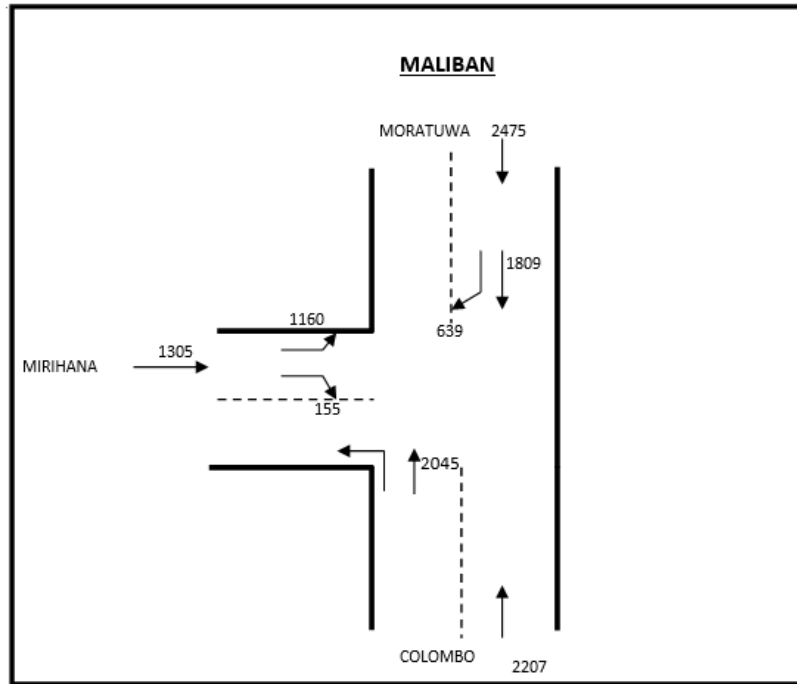 MALIBAN
MORATUWA 2475
1809
639
1160
MIRIHANA 1305
155
2045
COLOMBO 2207